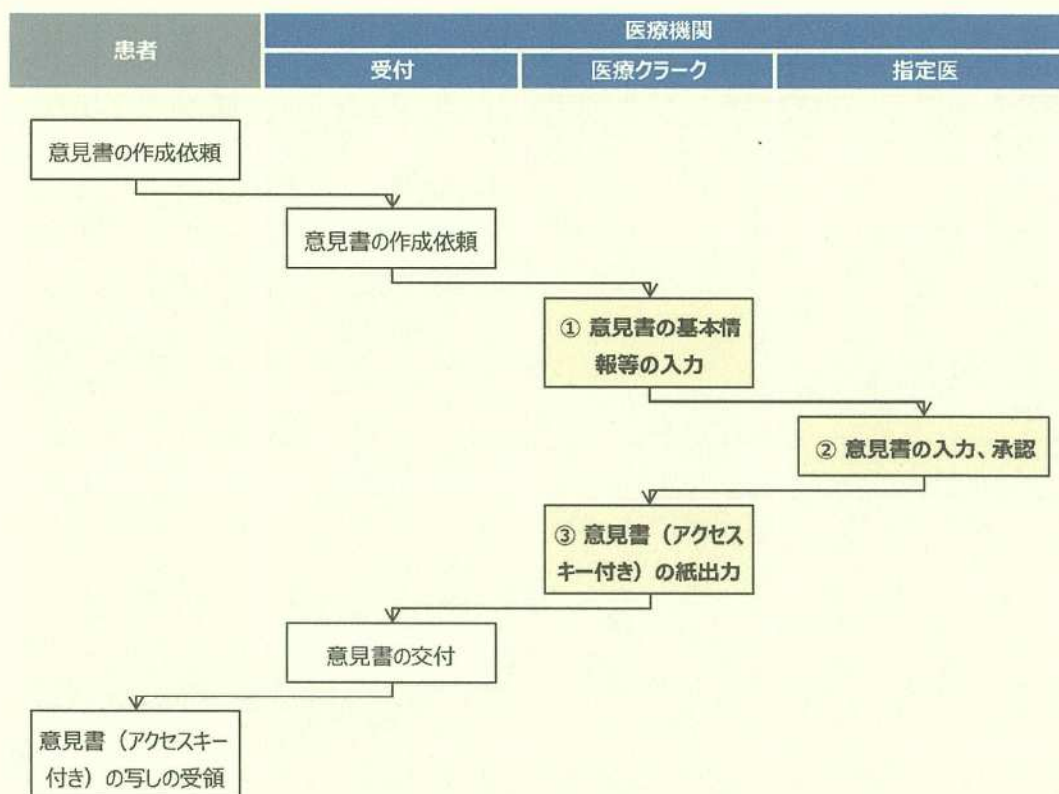 患者
医療機関
受付
医療クラーク
指定医
意見書の作成依頼
意見書の作成依頼
① 意見書の基本情
報等の入力
② 意見書の入力、承認
③ 意見書（アクセス
キー付き）の紙出力
意見書の交付
意見書（アクセスキー
付き）の写しの受領